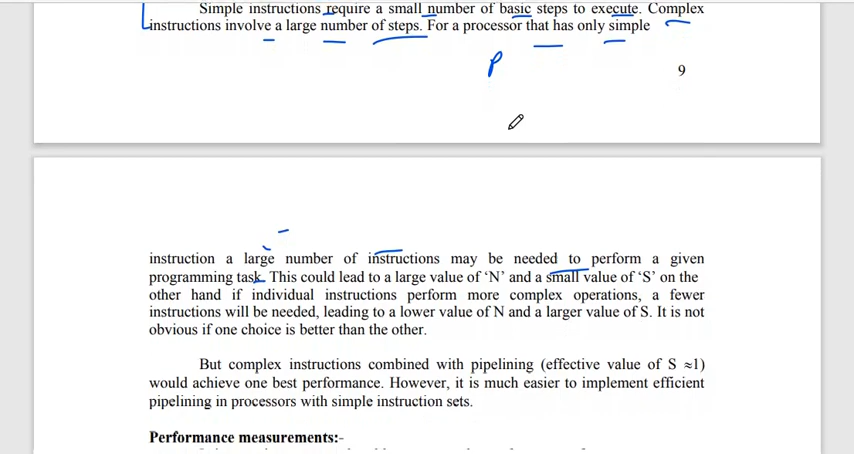 Simple instructions require a small number of basic steps to execute. Complex
instructions involve a large number of steps. For a processor that has only simple
P
9
instruction a large number of instructions may be needed to perform a given
programming task. This could lead to a large value of ‘N’ and a small value of ‘S’ on the
other hand if individual instructions perform more complex operations, a fewer
instructions will be needed, leading to a lower value of N and a larger value of S. It is not
obvious if one choice is better than the other.
But complex instructions combined with pipelining (effective value of S ≈1)
would achieve one best performance. However, it is much easier to implement efficient
pipelining in processors with simple instruction sets.
Performance measurements:-